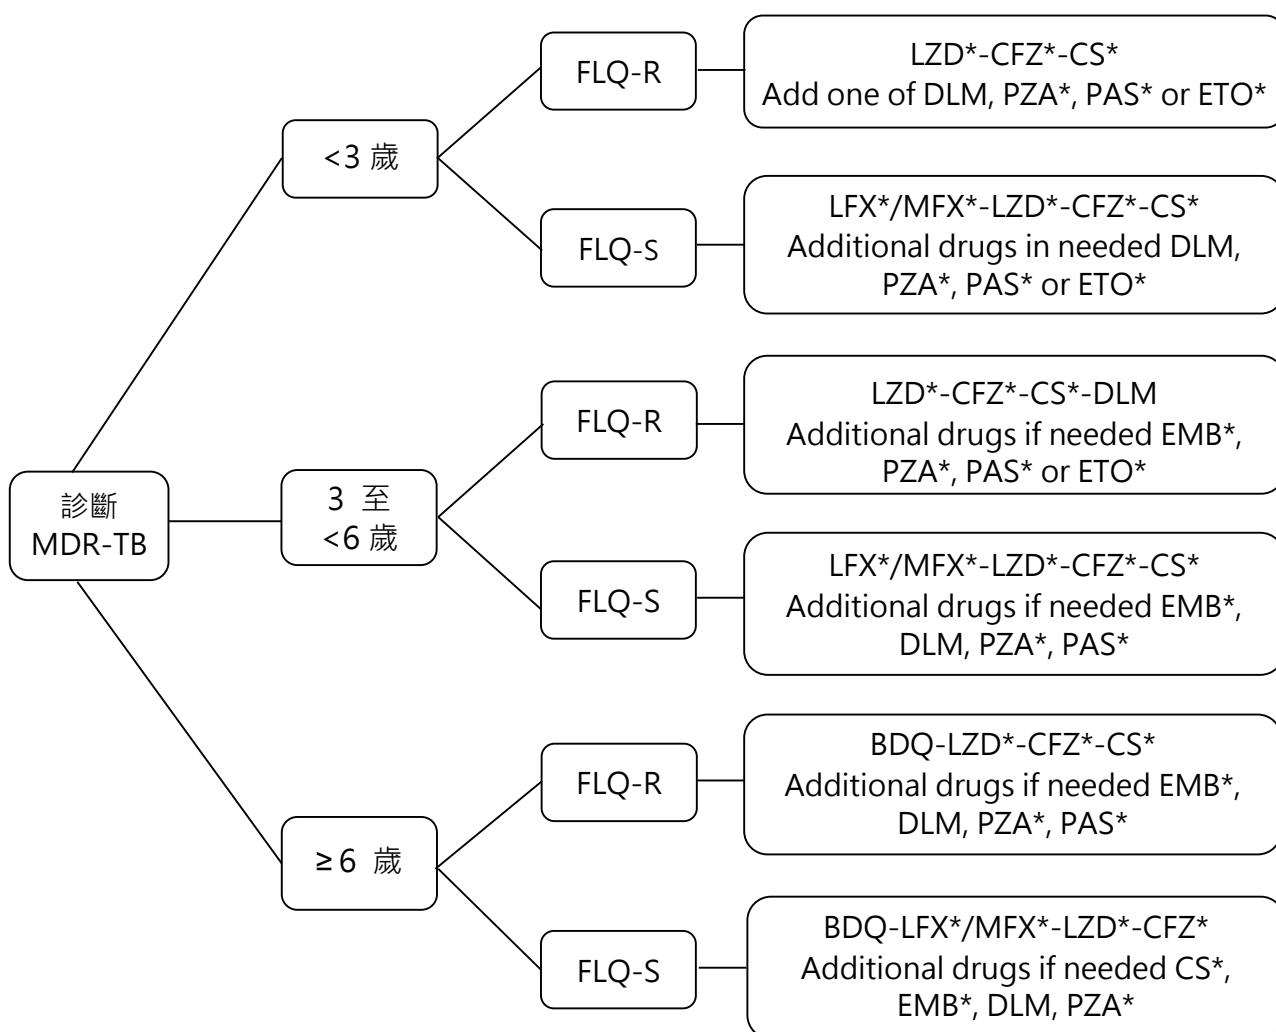 診斷
MDR-TB
<3 歲
FLQ-R
LZD*-CFZ*-CS*
Add one of DLM, PZA*, PAS* or ETO*
FLQ-S
LFX*/MFX*-LZD*-CFZ*-CS*
Additional drugs in needed DLM,
PZA*, PAS* or ETO*
3 至
<6 歲
FLQ-R
LZD*-CFZ*-CS*-DLM
Additional drugs if needed EMB*,
PZA*, PAS* or ETO*
FLQ-S
LFX*/MFX*-LZD*-CFZ*-CS*
Additional drugs if needed EMB*,
DLM, PZA*, PAS*
≥6 歲
FLQ-R
BDQ-LZD*-CFZ*-CS*
Additional drugs if needed EMB*,
DLM, PZA*, PAS*
FLQ-S
BDQ-LFX*/MFX*-LZD*-CFZ*
Additional drugs if needed CS*,
EMB*, DLM, PZA*